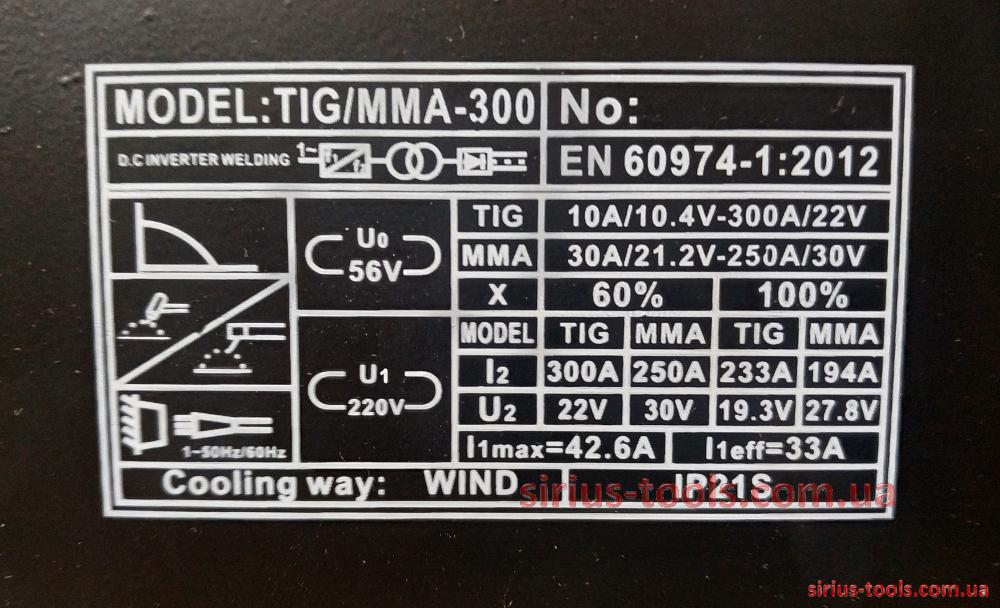 MODEL:TIG/MMA-300 No:
D.C INVERTER WELDING 1~ f1 f2 EN 60974-1:2012
U0 56V
TIG 10A/10.4V-300A/22V
MMA 30A/21.2V-250A/30V
X 60% 100%
MODEL TIG MMA TIG MMA
U1 220V
I2 300A 250A 233A 194A
U2 22V 30V 19.3V 27.8V
1~50Hz/60Hz
I1max=42.6A I1eff=33A
Cooling way: WIND IP21S
sirius-tools.com.ua
sirius-tools.com.ua